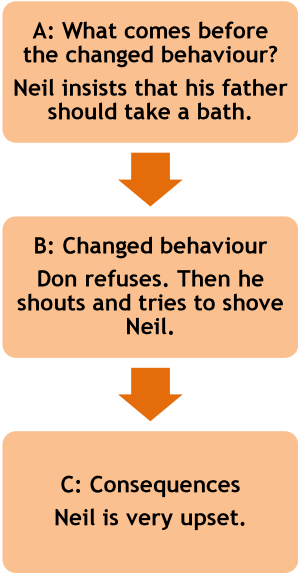 A: What comes before
the changed behaviour?
Neil insists that his father
should take a bath.
B: Changed behaviour
Don refuses. Then he
shouts and tries to shove
Neil.
C: Consequences
Neil is very upset.